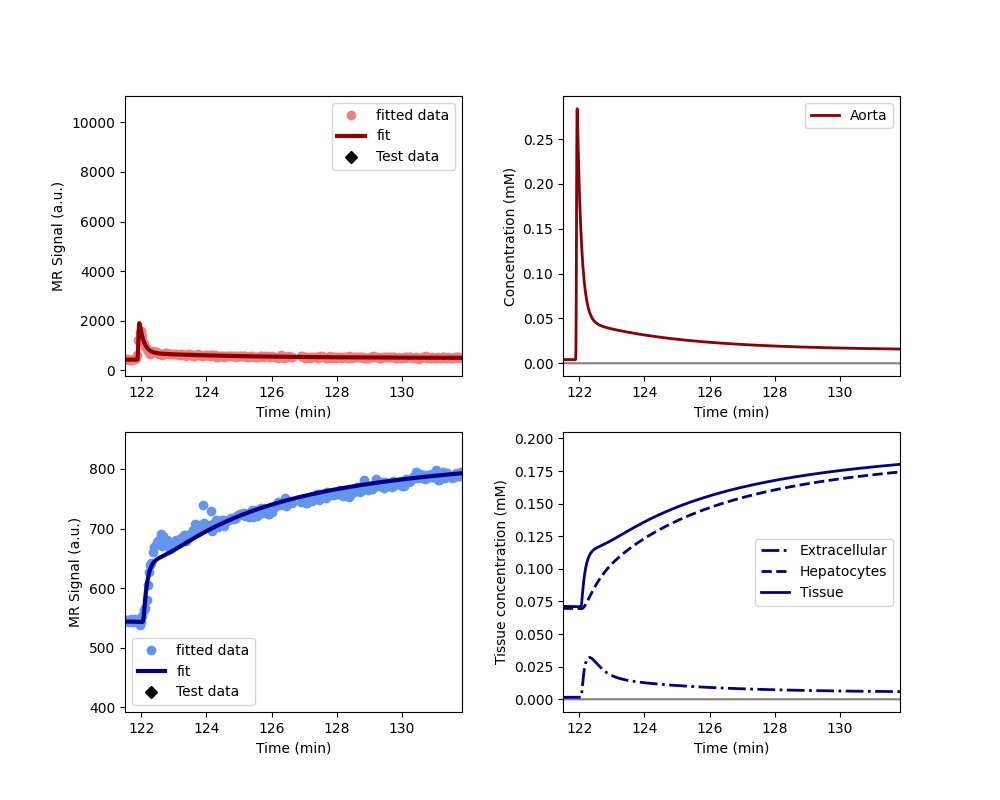 10000
8000
6000
4000
2000
0
MR Signal (a.u.)
fitted data
fit
Test data
122 124 126 128 130
Time (min)
0.25
0.20
0.15
0.10
0.05
0.00
Concentration (mM)
Aorta
122 124 126 128 130
Time (min)
800
700
600
500
400
MR Signal (a.u.)
fitted data
fit
Test data
122 124 126 128 130
Time (min)
0.200
0.175
0.150
0.125
0.100
0.075
0.050
0.025
0.000
Tissue concentration (mM)
Extracellular
Hepatocytes
Tissue
122 124 126 128 130
Time (min)